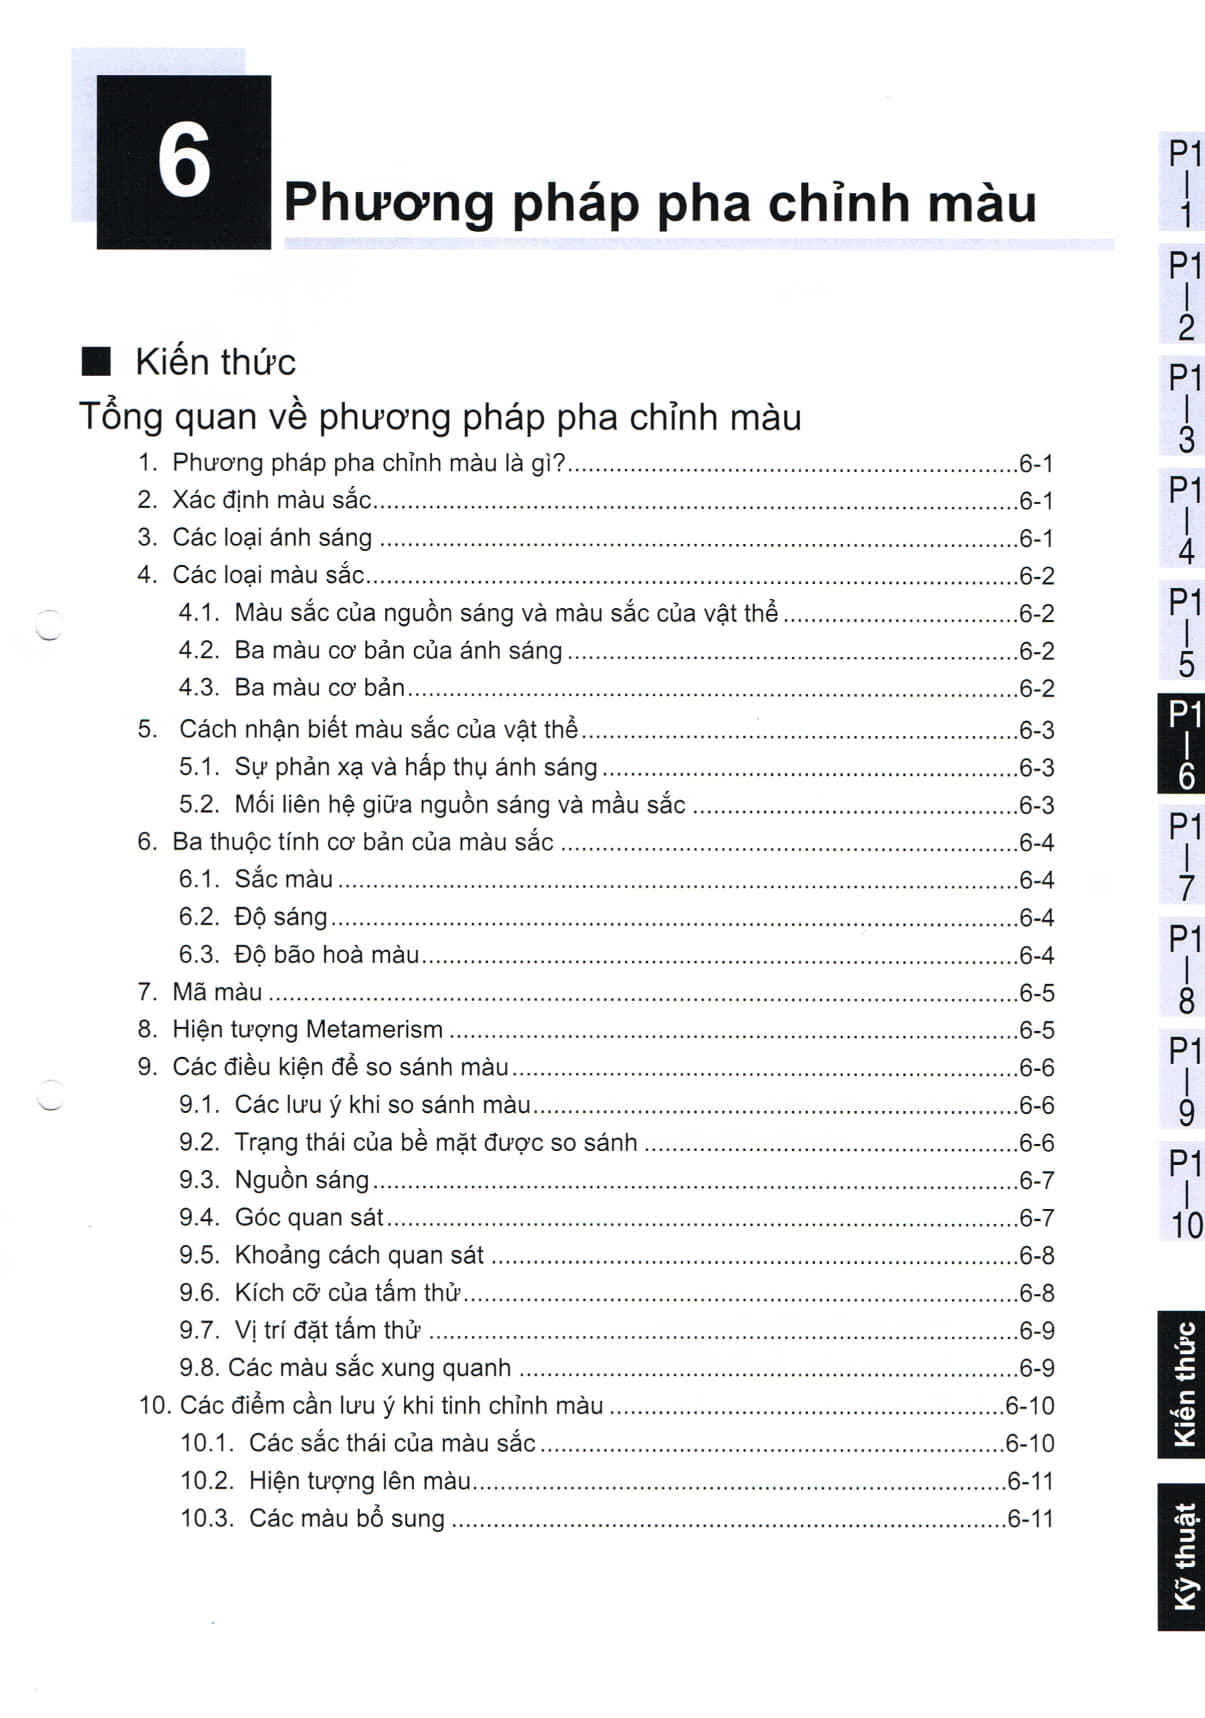 6
Phương pháp pha chỉnh màu
■ Kiến thức
Tổng quan về phương pháp pha chỉnh màu
1. Phương pháp pha chỉnh màu là gì?........................6-1
2. Xác định màu sắc........................6-1
3. Các loại ánh sáng ........................6-1
4. Các loại màu sắc........................6-2
4.1. Màu sắc của nguồn sáng và màu sắc của vật thể ........................6-2
4.2. Ba màu cơ bản của ánh sáng ........................6-2
4.3. Ba màu cơ bản........................6-2
5. Cách nhận biết màu sắc của vật thể........................6-3
5.1. Sự phản xạ và hấp thụ ánh sáng ........................6-3
5.2. Mối liên hệ giữa nguồn sáng và mầu sắc ........................6-3
6. Ba thuộc tính cơ bản của màu sắc ........................6-4
6.1. Sắc màu ........................6-4
6.2. Độ sáng........................6-4
6.3. Độ bão hoà màu........................6-4
7. Mã màu ........................6-5
8. Hiện tượng Metamerism ........................6-5
9. Các điều kiện để so sánh màu........................6-6
9.1. Các lưu ý khi so sánh màu........................6-6
9.2. Trạng thái của bề mặt được so sánh ........................6-6
9.3. Nguồn sáng........................6-7
9.4. Góc quan sát........................6-7
9.5. Khoảng cách quan sát ........................6-8
9.6. Kích cỡ của tấm thử........................6-8
9.7. Vị trí đặt tấm thử ........................6-9
9.8. Các màu sắc xung quanh ........................6-9
10. Các điểm cần lưu ý khi tinh chỉnh màu ........................6-10
10.1. Các sắc thái của màu sắc ........................6-10
10.2. Hiện tượng lên màu........................6-11
10.3. Các màu bổ sung ........................6-11
P1
|
1
P1
|
2
P1
|
3
P1
|
4
P1
|
5
P1
|
6
P1
|
7
P1
|
8
P1
|
9
P1
|
10
Kiến thức
Kỹ thuật